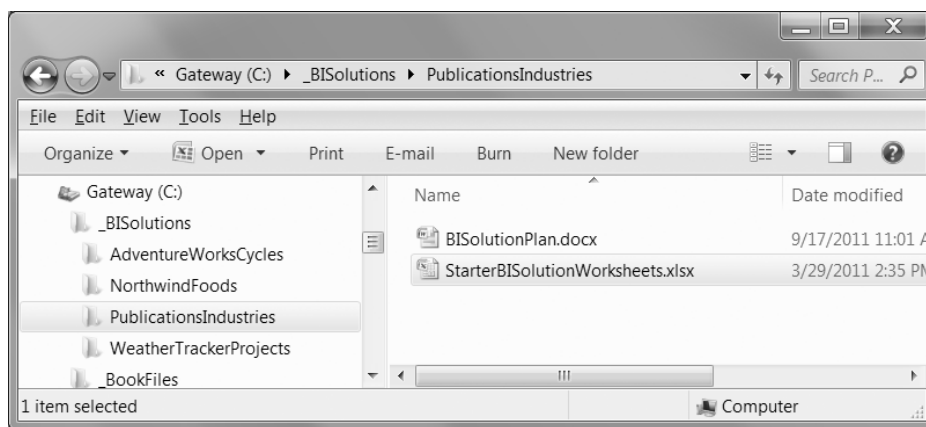 « Gateway (C:) ▸ _BISolutions ▸ PublicationsIndustries Search P...
File Edit View Tools Help
Organize Open Print E-mail Burn New folder
Gateway (C:) Name Date modified
_BISolutions
AdventureWorksCycles BISolutionPlan.docx 9/17/2011 11:01 A
NorthwindFoods StarterBISolutionWorksheets.xlsx 3/29/2011 2:35 PM
PublicationsIndustries
WeatherTrackerProjects
_BookFiles
1 item selected Computer